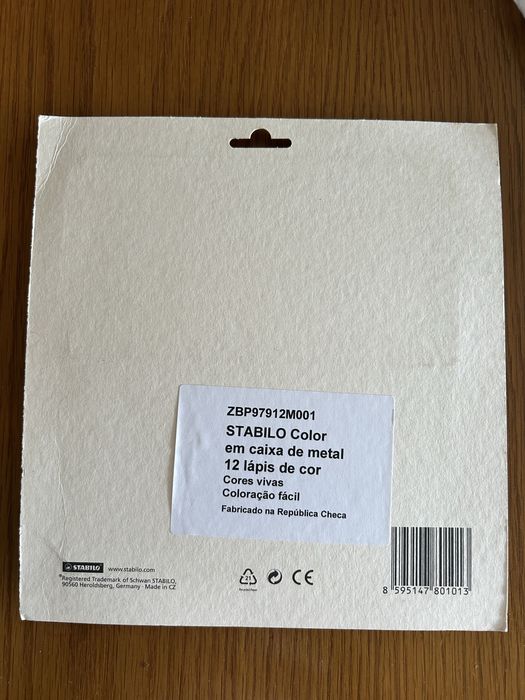 ZBP97912M001
STABILO Color
em caixa de metal
12 lápis de cor
Cores vivas
Coloração fácil
Fabricado na República Checa
STABILO www.stabilo.com
®Registered Trademark of Schwan STABILO,
90560 Heroldsberg, Germany · Made in CZ
21
Recycled Paper
CE
8 595147 801013